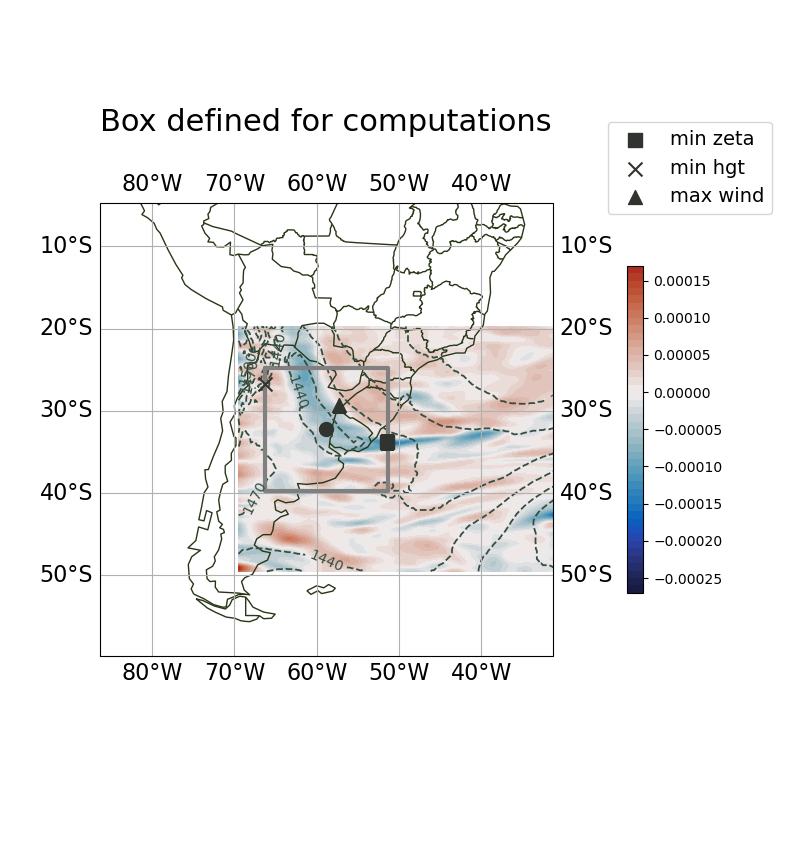 Box defined for computations
min zeta
min hgt
max wind
80°W 70°W 60°W 50°W 40°W
10°S 10°S
20°S 20°S
30°S 30°S
40°S 40°S
50°S 50°S
80°W 70°W 60°W 50°W 40°W
0.00015
0.00010
0.00005
0.00000
−0.00005
−0.00010
−0.00015
−0.00020
−0.00025
1440
1470
1440